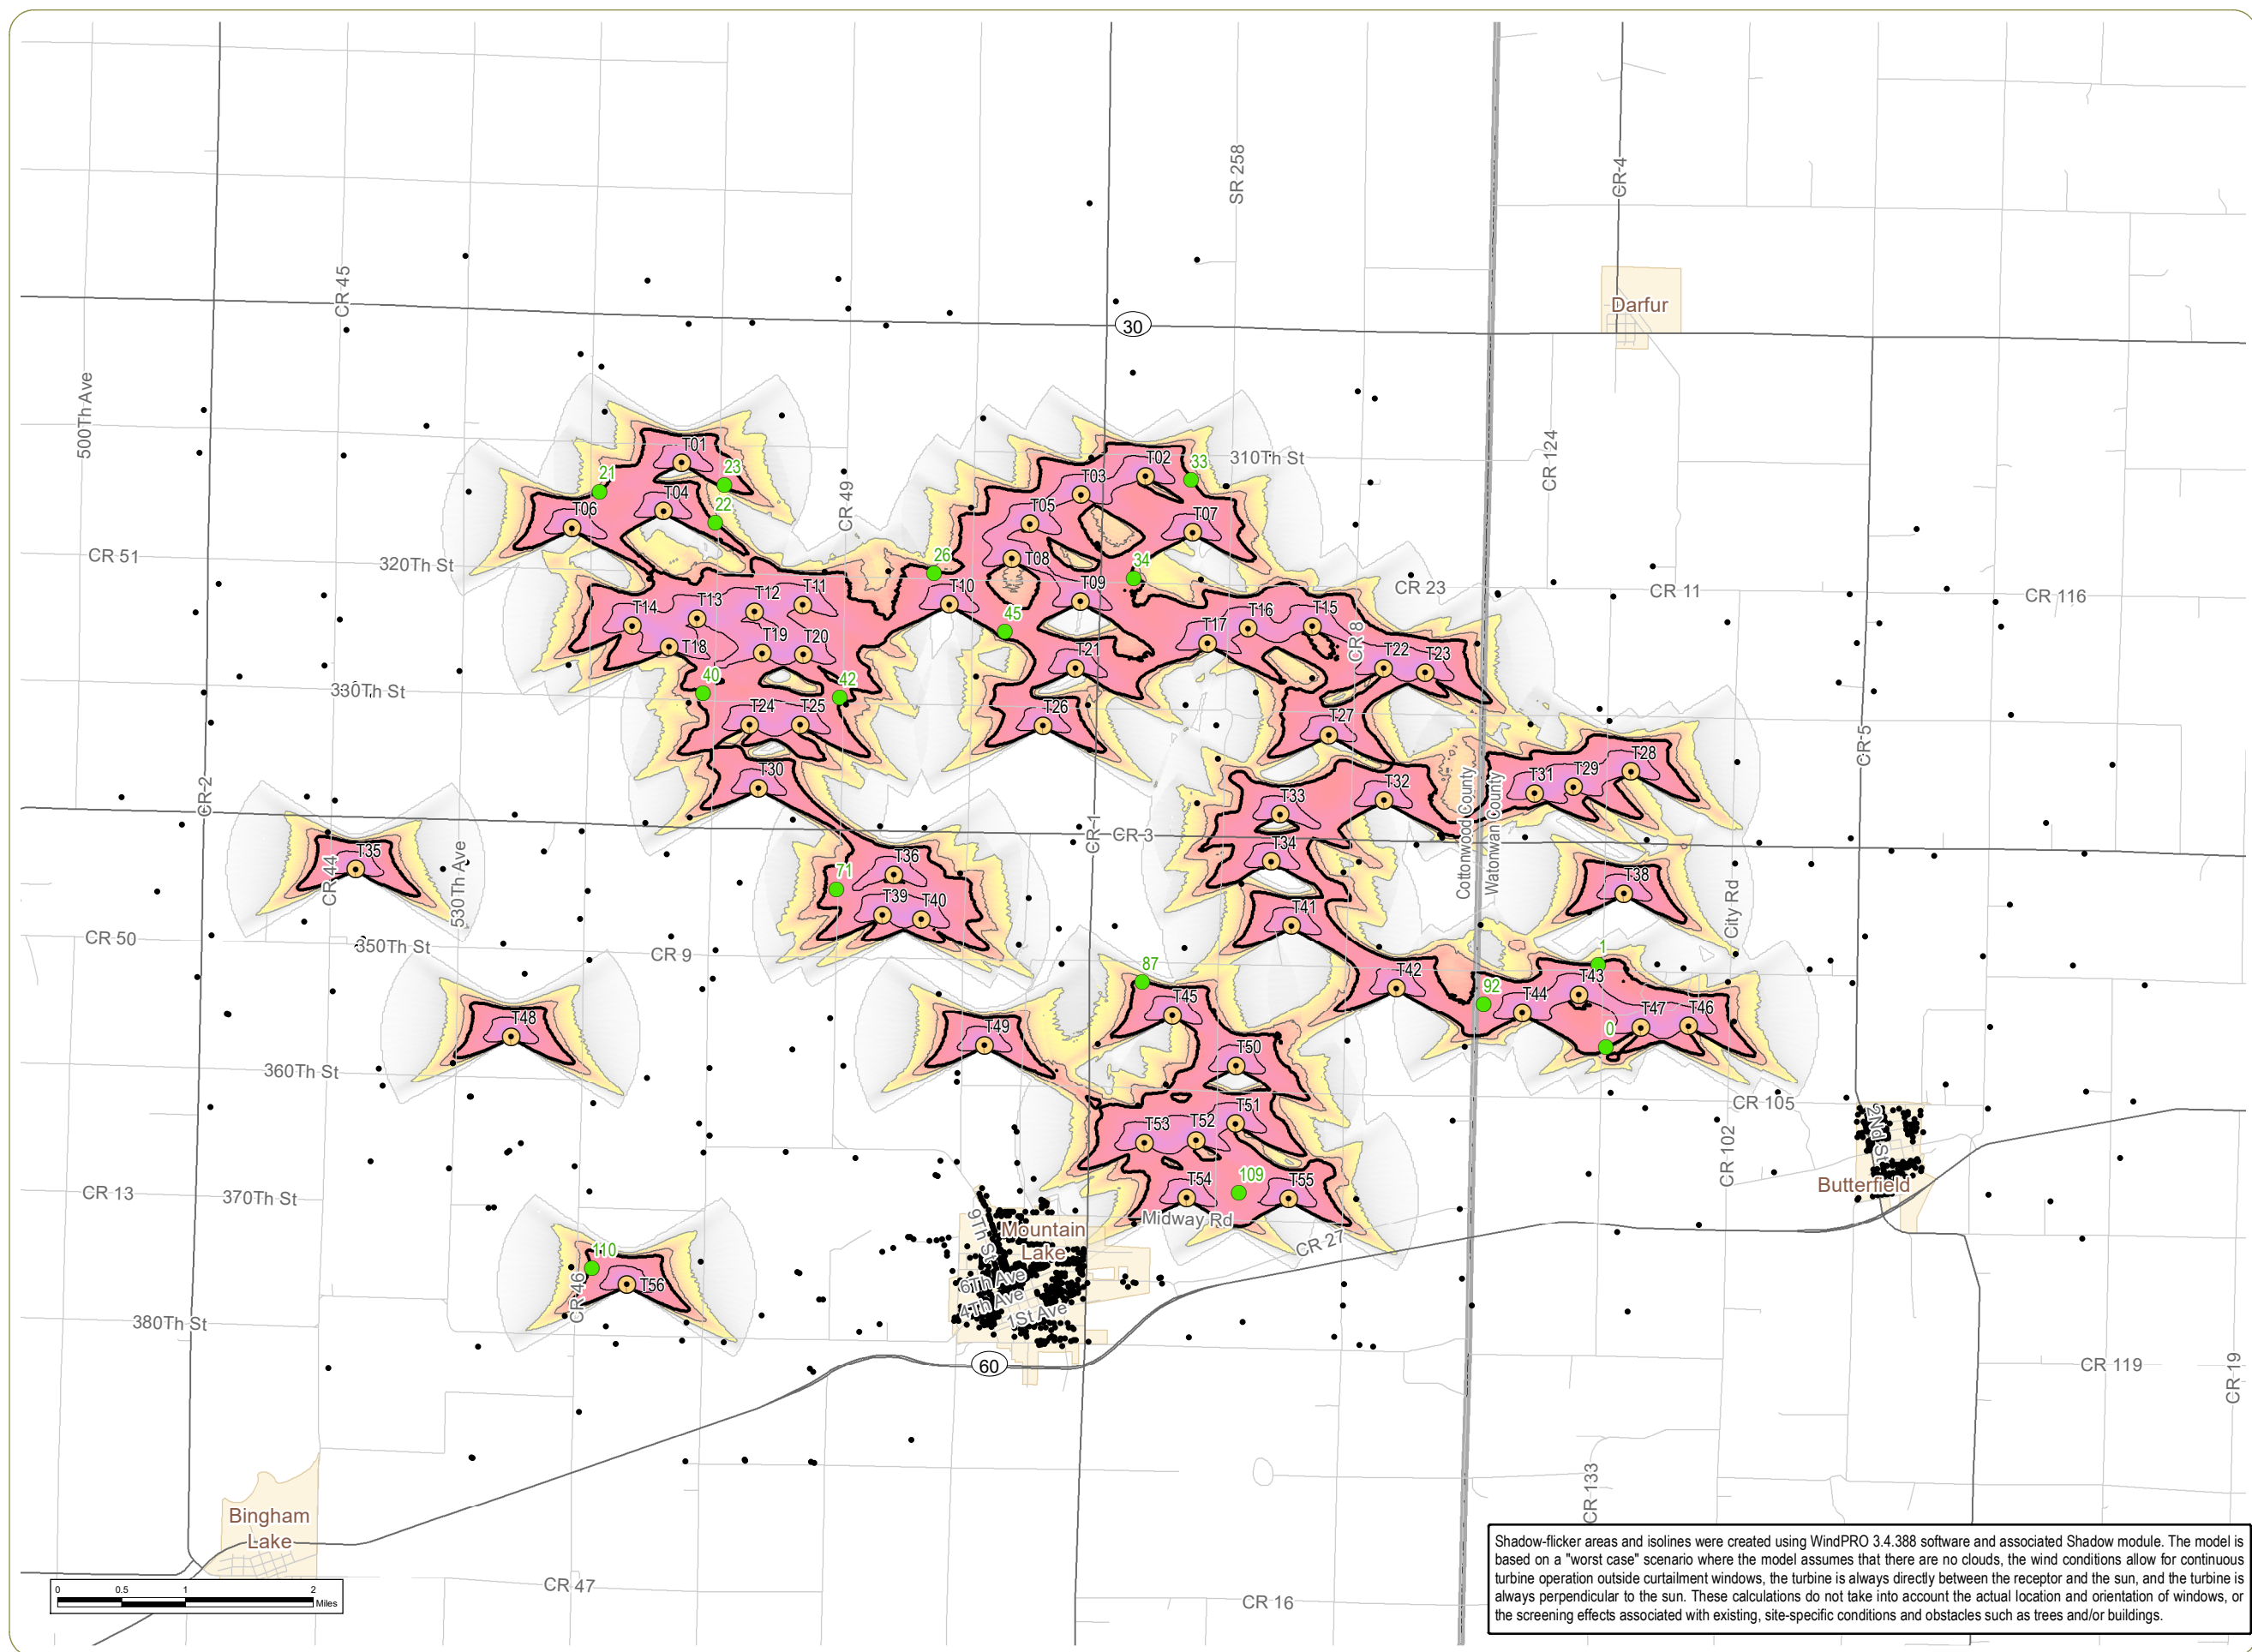 SR 258
CR-4
CR 45
Darfur
30
500Th Ave
T01
T02
310Th St
21
23
33
T03
CR 124
T04
22
T05
T06
T07
CR 49
CR 51
320Th St
26
T08
34
CR 23
CR 11
CR 116
T10
T09
T14
T13
T12
T11
45
T17
T16
T15
CR 8
T18
T19
T20
T21
T22
T23
40
42
330Th St
T24
T25
T26
T27
CR-5
CR-2
T30
T28
T31
T29
T32
T33
Cottonwood County
Watonwan County
CR-1
CR-3
T34
T35
CR 44
530Th Ave
T36
71
T39
T40
T38
City Rd
T41
CR 50
350Th St
CR 9
87
1
T42
T43
92
T44
T45
T47
T46
0
T48
T49
T50
360Th St
CR 105
T51
T52
T53
2Nd St
CR 102
CR 13
370Th St
109
T54
T55
Butterfield
Midway Rd
9Th St
Mountain
Lake
CR 27
110
T56
CR 46
6Th Ave
4Th Ave
1St Ave
380Th St
60
CR 119
CR 19
CR 133
Bingham
Lake
CR 47
CR 16
0 0.5 1 2
Miles
Shadow-flicker areas and isolines were created using WindPRO 3.4.388 software and associated Shadow module. The model is
based on a "worst case" scenario where the model assumes that there are no clouds, the wind conditions allow for continuous
turbine operation outside curtailment windows, the turbine is always directly between the receptor and the sun, and the turbine is
always perpendicular to the sun. These calculations do not take into account the actual location and orientation of windows, or
the screening effects associated with existing, site-specific conditions and obstacles such as trees and/or buildings.